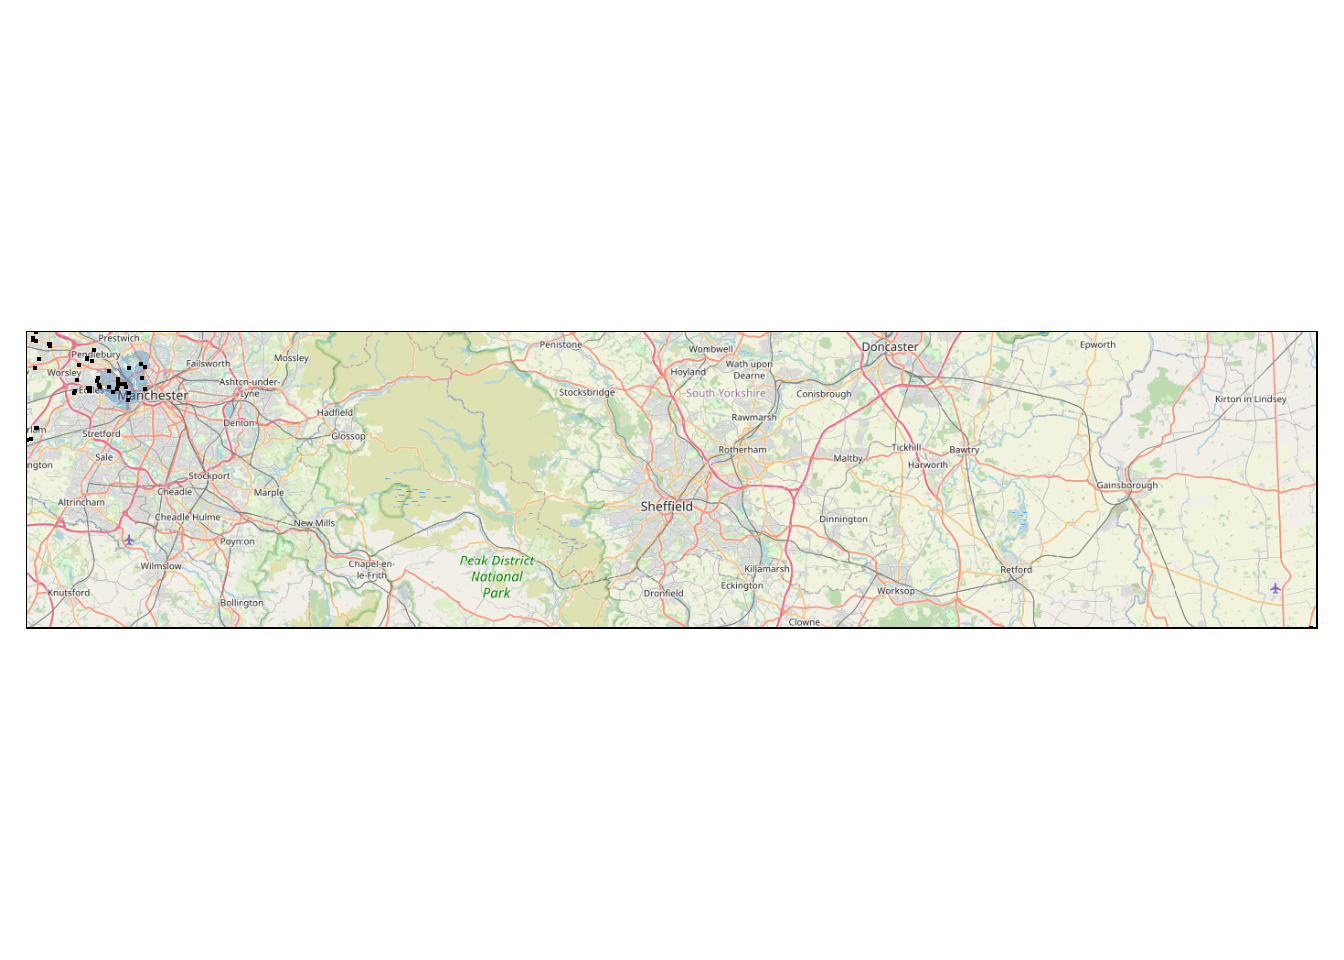 Prestwich
Pendlebury
Worsley
Failsworth
Mossley
Ashton-under-
Lyne
Manchester
Denton
Hadfield
Glossop
Stretford
Sale
Stockport
Cheadle
Marple
Altrincham
Cheadle Hulme
New Mills
Poynton
Wilmslow
Chapel-en-
le-Frith
Knutsford
Bollington
Peak District
National
Park
Penistone
Stocksbridge
Wombwell
Hoyland
Wath upon
Dearne
South Yorkshire
Conisbrough
Rawmarsh
Rotherham
Doncaster
Epworth
Kirton in Lindsey
Maltby
Tickhill
Harworth
Bawtry
Gainsborough
Sheffield
Dinnington
Killamarsh
Eckington
Dronfield
Clowne
Worksop
Retford
ngton